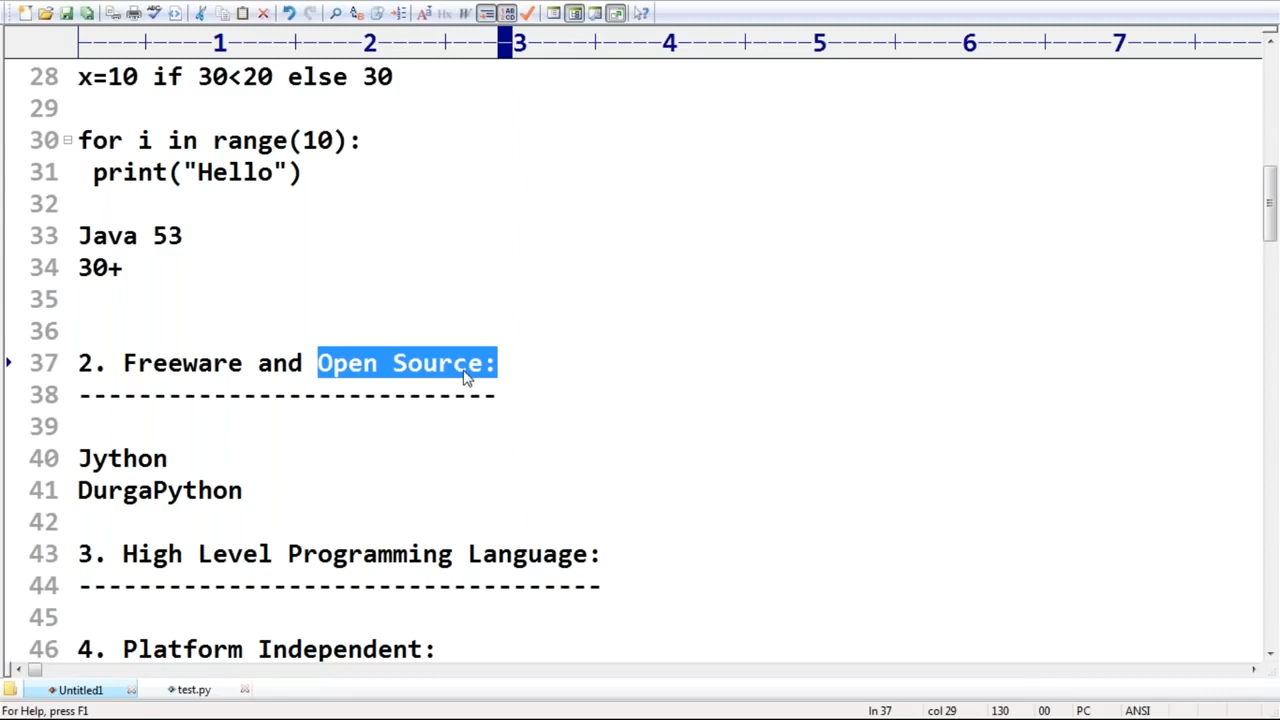 1 2 3 4 5 6 7
28 x=10 if 30<20 else 30
29
30 for i in range(10):
31 print("Hello")
32
33 Java 53
34 30+
35
36
37 2. Freeware and Open Source:
38 ----------------------------
39
40 Jython
41 DurgaPython
42
43 3. High Level Programming Language:
44 -----------------------------------
45
46 4. Platform Independent:
Untitled1 test.py
For Help, press F1 ln 37 col 29 130 00 PC ANSI